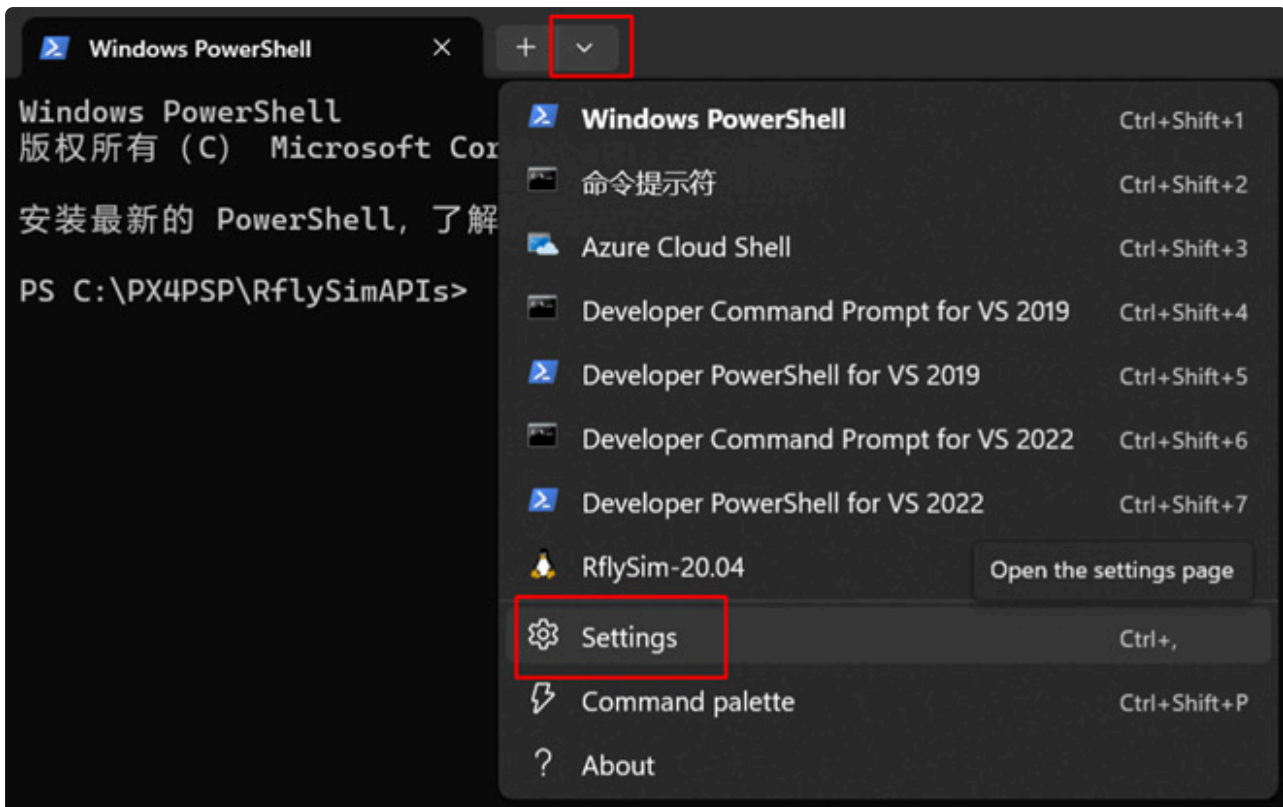 Windows PowerShell
Windows PowerShell
版权所有 (C) Microsoft Cor
安装最新的 PowerShell，了解
PS C:\PX4PSP\RflySimAPIs>
Windows PowerShell Ctrl+Shift+1
命令提示符 Ctrl+Shift+2
Azure Cloud Shell Ctrl+Shift+3
Developer Command Prompt for VS 2019 Ctrl+Shift+4
Developer PowerShell for VS 2019 Ctrl+Shift+5
Developer Command Prompt for VS 2022 Ctrl+Shift+6
Developer PowerShell for VS 2022 Ctrl+Shift+7
RflySim-20.04
Open the settings page
Settings Ctrl+,
Command palette Ctrl+Shift+P
About